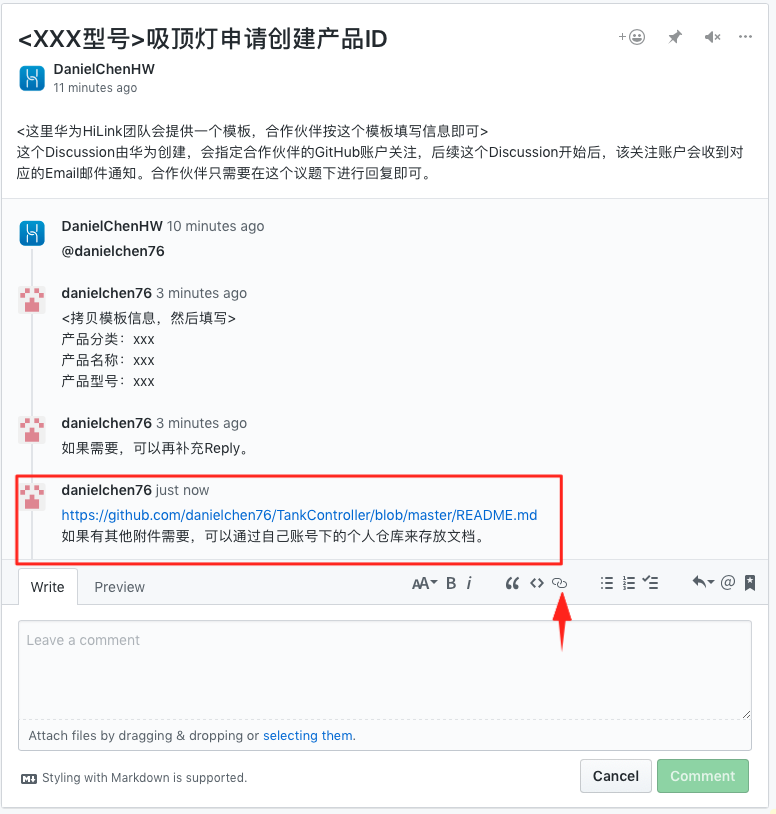 <XXX型号>吸顶灯申请创建产品ID
DanielChenHW
11 minutes ago
<这里华为HiLink团队会提供一个模板，合作伙伴按这个模板填写信息即可>
这个Discussion由华为创建，会指定合作伙伴的GitHub账户关注，后续这个Discussion开始后，该关注账户会收到对
应的Email邮件通知。合作伙伴只需要在这个议题下进行回复即可。
DanielChenHW 10 minutes ago
@danielchen76
danielchen76 3 minutes ago
<拷贝模板信息，然后填写>
产品分类：xxx
产品名称：xxx
产品型号：xxx
danielchen76 3 minutes ago
如果需要，可以再补充Reply。
danielchen76 just now
https://github.com/danielchen76/TankController/blob/master/README.md
如果有其他附件需要，可以通过自己账号下的个人仓库来存放文档。
Write Preview AA B i
Leave a comment
Attach files by dragging & dropping or selecting them.
Styling with Markdown is supported.
Cancel Comment